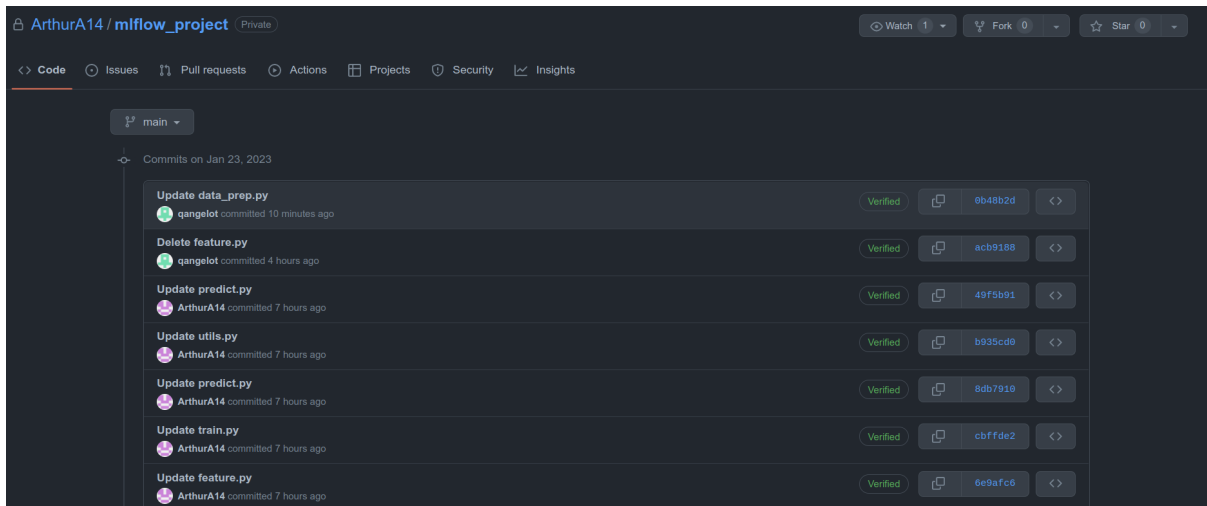 ArthurA14 / mlflow_project Private Watch 1 Fork 0 Star 0
Code Issues Pull requests Actions Projects Security Insights
main
Commits on Jan 23, 2023
Update data_prep.py
qangelot committed 10 minutes ago
Verified 0b48b2d
Delete feature.py
qangelot committed 4 hours ago
Verified acb9188
Update predict.py
ArthurA14 committed 7 hours ago
Verified 49f5b91
Update utils.py
ArthurA14 committed 7 hours ago
Verified b935cd0
Update predict.py
ArthurA14 committed 7 hours ago
Verified 8db7910
Update train.py
ArthurA14 committed 7 hours ago
Verified cbffde2
Update feature.py
ArthurA14 committed 7 hours ago
Verified 6e9afc6